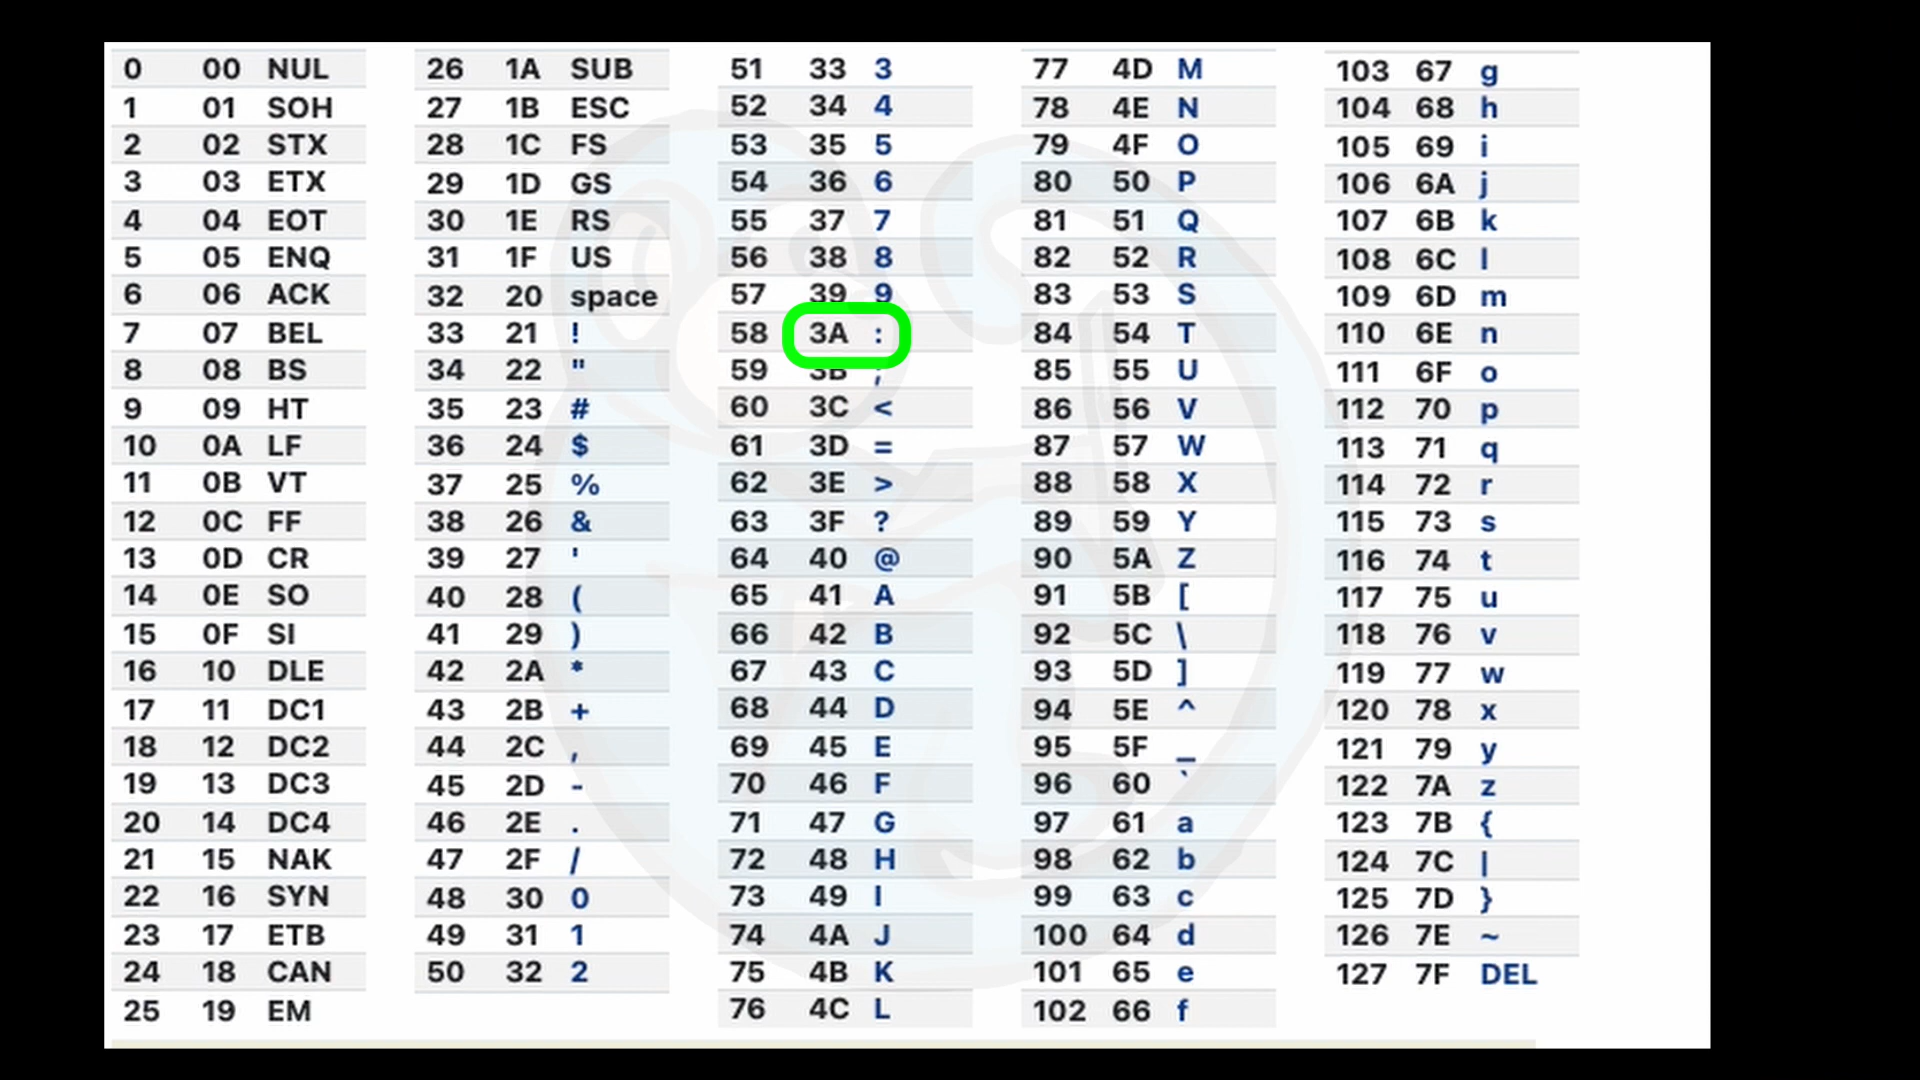 0 00 NUL
1 01 SOH
2 02 STX
3 03 ETX
4 04 EOT
5 05 ENQ
6 06 ACK
7 07 BEL
8 08 BS
9 09 HT
10 0A LF
11 0B VT
12 0C FF
13 0D CR
14 0E SO
15 0F SI
16 10 DLE
17 11 DC1
18 12 DC2
19 13 DC3
20 14 DC4
21 15 NAK
22 16 SYN
23 17 ETB
24 18 CAN
25 19 EM
26 1A SUB
27 1B ESC
28 1C FS
29 1D GS
30 1E RS
31 1F US
32 20 space
33 21 !
34 22 "
35 23 #
36 24 $
37 25 %
38 26 &
39 27 '
40 28 (
41 29 )
42 2A *
43 2B +
44 2C ,
45 2D -
46 2E .
47 2F /
48 30 0
49 31 1
50 32 2
51 33 3
52 34 4
53 35 5
54 36 6
55 37 7
56 38 8
57 39 9
58 3A :
59 3B ;
60 3C <
61 3D =
62 3E >
63 3F ?
64 40 @
65 41 A
66 42 B
67 43 C
68 44 D
69 45 E
70 46 F
71 47 G
72 48 H
73 49 I
74 4A J
75 4B K
76 4C L
77 4D M
78 4E N
79 4F O
80 50 P
81 51 Q
82 52 R
83 53 S
84 54 T
85 55 U
86 56 V
87 57 W
88 58 X
89 59 Y
90 5A Z
91 5B [
92 5C \
93 5D ]
94 5E ^
95 5F _
96 60 `
97 61 a
98 62 b
99 63 c
100 64 d
101 65 e
102 66 f
103 67 g
104 68 h
105 69 i
106 6A j
107 6B k
108 6C l
109 6D m
110 6E n
111 6F o
112 70 p
113 71 q
114 72 r
115 73 s
116 74 t
117 75 u
118 76 v
119 77 w
120 78 x
121 79 y
122 7A z
123 7B {
124 7C |
125 7D }
126 7E ~
127 7F DEL